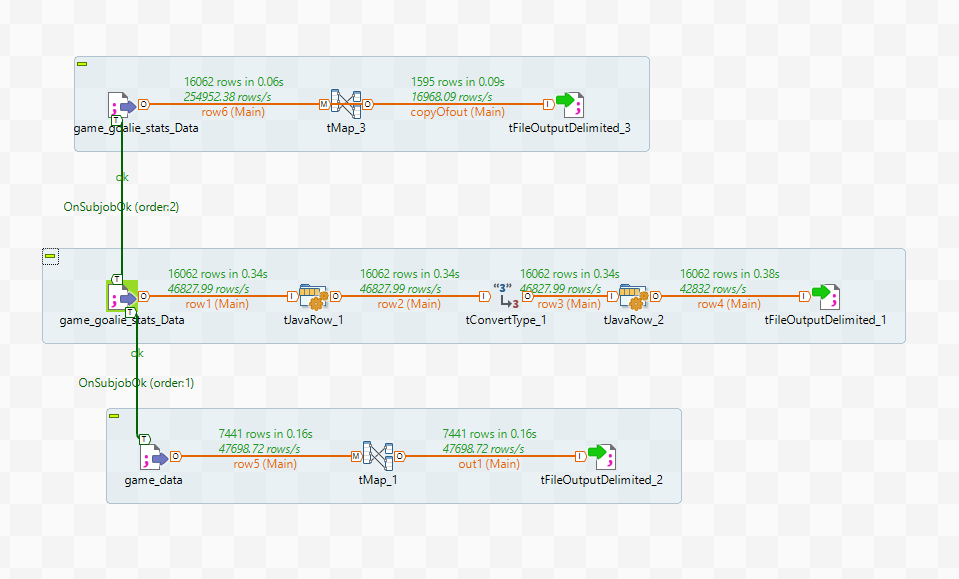 16062 rows in 0.06s
254952.38 rows/s
row6 (Main)
1595 rows in 0.09s
16968.09 rows/s
copyOfout (Main)
O
M
O
I
T
game_goalie_stats_Data
tMap_3
tFileOutputDelimited_3
ok
OnSubjobOk (order:2)
T
16062 rows in 0.34s
46827.99 rows/s
row1 (Main)
16062 rows in 0.34s
46827.99 rows/s
row2 (Main)
16062 rows in 0.34s
46827.99 rows/s
row3 (Main)
16062 rows in 0.38s
42832 rows/s
row4 (Main)
O
I
O
I
"3"
3
O
I
O
I
T
game_goalie_stats_Data
tJavaRow_1
tConvertType_1
tJavaRow_2
tFileOutputDelimited_1
ok
OnSubjobOk (order:1)
T
7441 rows in 0.16s
47698.72 rows/s
row5 (Main)
7441 rows in 0.16s
47698.72 rows/s
out1 (Main)
O
M
O
I
game_data
tMap_1
tFileOutputDelimited_2